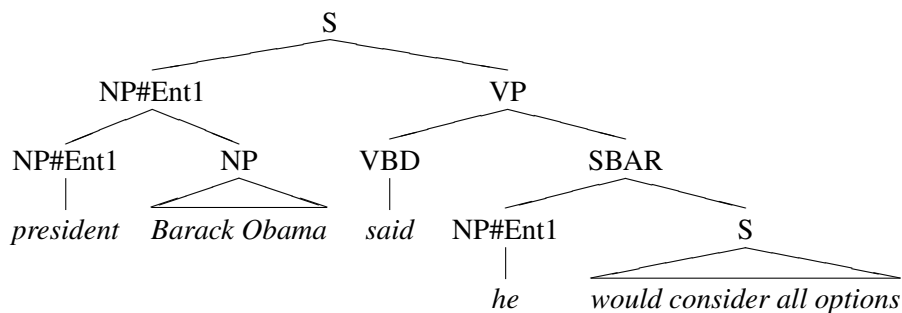 S
NP#Ent1 VP
NP#Ent1 NP VBD SBAR
president Barack Obama said NP#Ent1 S
he would consider all options